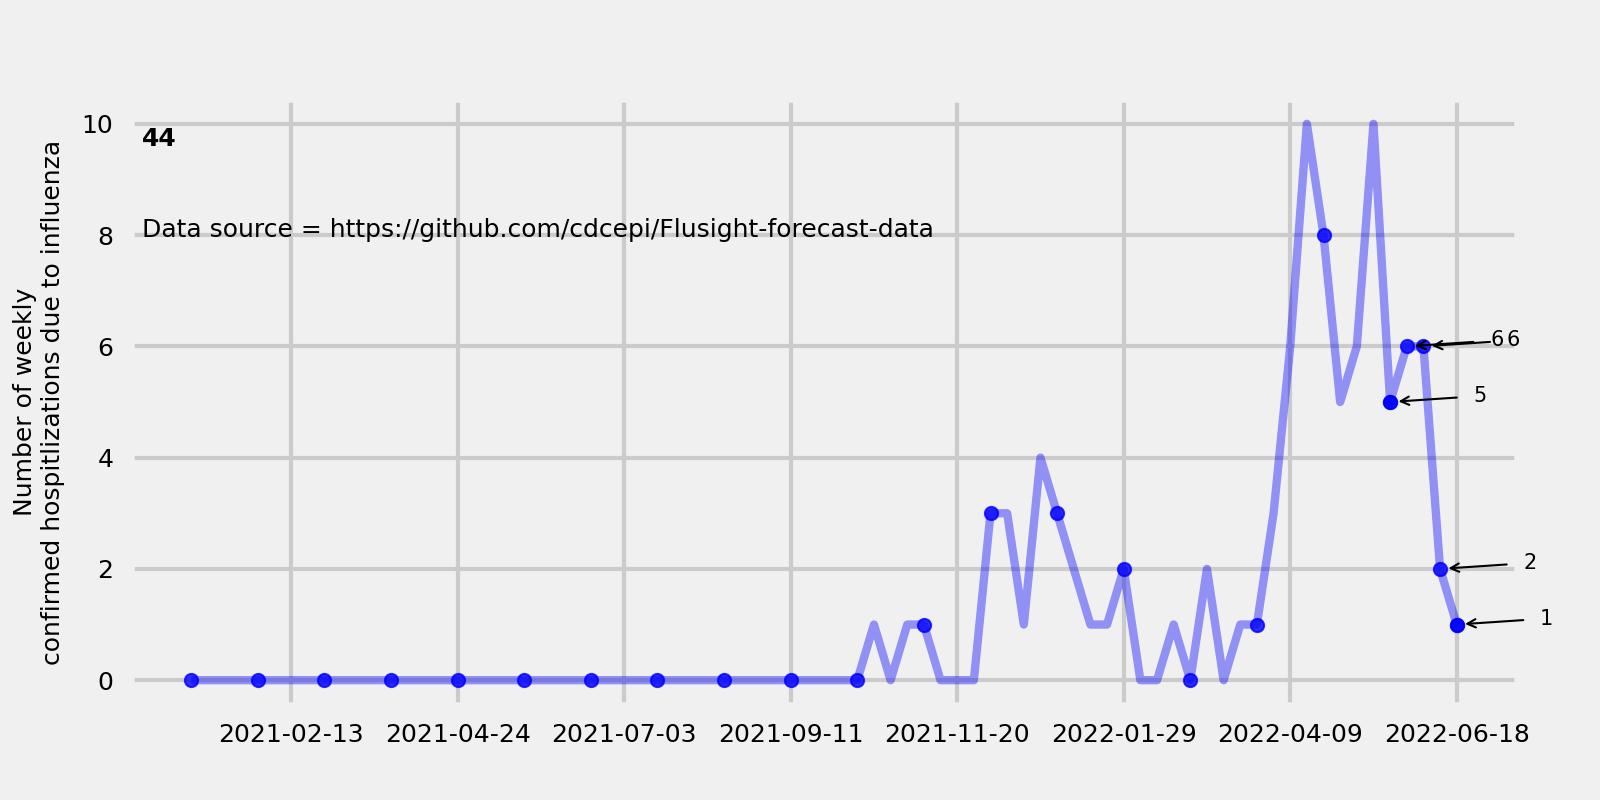 10
44
Data source = https://github.com/cdcepi/Flusight-forecast-data
8
6
6 6
5
4
2
2
1
0
Number of weekly
confirmed hospitlizations due to influenza
2021-02-13 2021-04-24 2021-07-03 2021-09-11 2021-11-20 2022-01-29 2022-04-09 2022-06-18